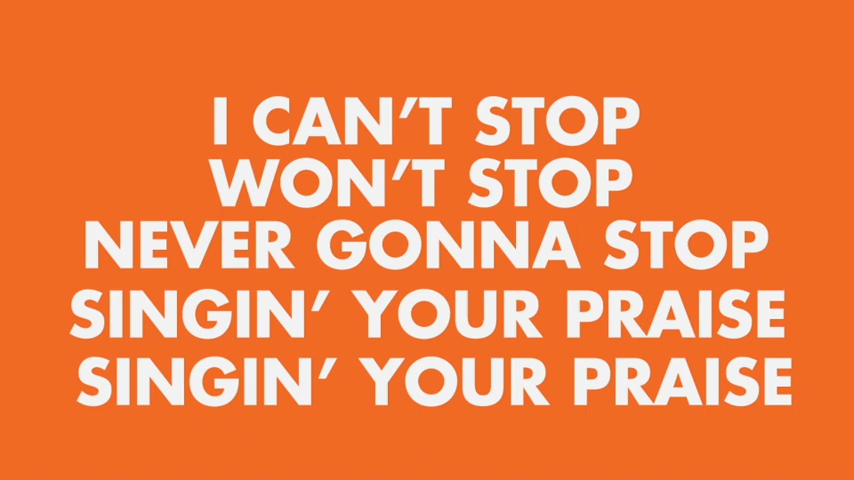 I CAN’T STOP
WON’T STOP
NEVER GONNA STOP
SINGIN’ YOUR PRAISE
SINGIN’ YOUR PRAISE